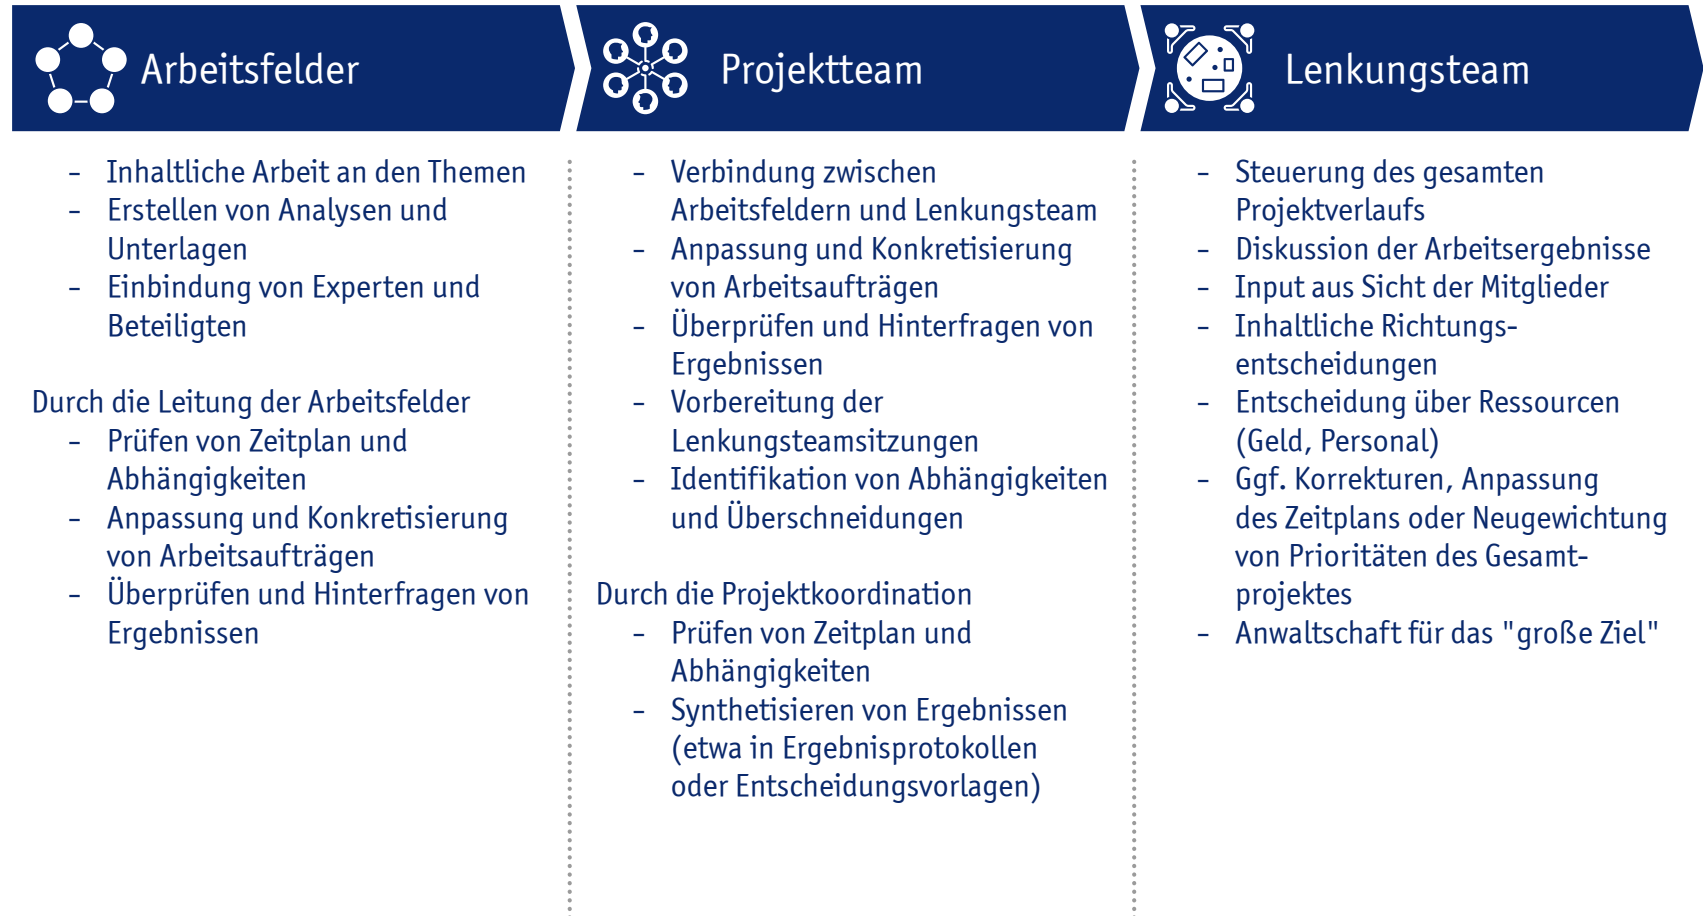 Arbeitsfelder
- Inhaltliche Arbeit an den Themen
- Erstellen von Analysen und
Unterlagen
- Einbindung von Experten und
Beteiligten
Durch die Leitung der Arbeitsfelder
- Prüfen von Zeitplan und
Abhängigkeiten
- Anpassung und Konkretisierung
von Arbeitsaufträgen
- Überprüfen und Hinterfragen von
Ergebnissen
Projektteam
- Verbindung zwischen
Arbeitsfeldern und Lenkungsteam
- Anpassung und Konkretisierung
von Arbeitsaufträgen
- Überprüfen und Hinterfragen von
Ergebnissen
- Vorbereitung der
Lenkungsteamsitzungen
- Identifikation von Abhängigkeiten
und Überschneidungen
Durch die Projektkoordination
- Prüfen von Zeitplan und
Abhängigkeiten
- Synthetisieren von Ergebnissen
(etwa in Ergebnisprotokollen
oder Entscheidungsvorlagen)
Lenkungsteam
- Steuerung des gesamten
Projektverlaufs
- Diskussion der Arbeitsergebnisse
- Input aus Sicht der Mitglieder
- Inhaltliche Richtungs-
entscheidungen
- Entscheidung über Ressourcen
(Geld, Personal)
- Ggf. Korrekturen, Anpassung
des Zeitplans oder Neugewichtung
von Prioritäten des Gesamt-
projektes
- Anwaltschaft für das "große Ziel"